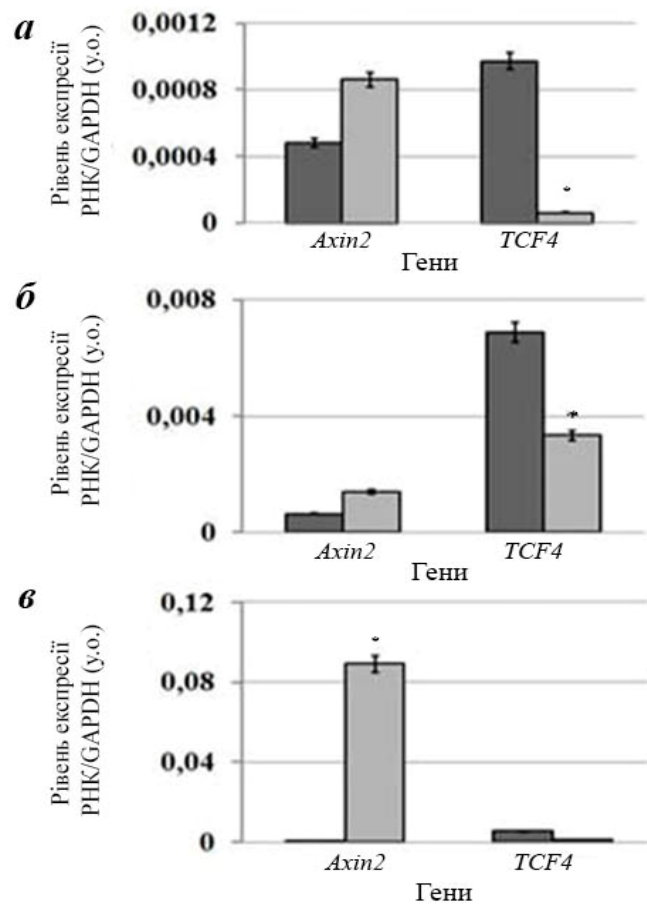 а
Рівень експресії
РНК/GAPDH (у.о.)
0,0012
0,0008
0,0004
0
*
Axin2
TCF4
Гени
б
Рівень експресії
РНК/GAPDH (у.о.)
0,008
0,004
0
*
Axin2
TCF4
Гени
в
Рівень експресії
РНК/GAPDH (у.о.)
0,12
0,08
0,04
0
*
Axin2
TCF4
Гени